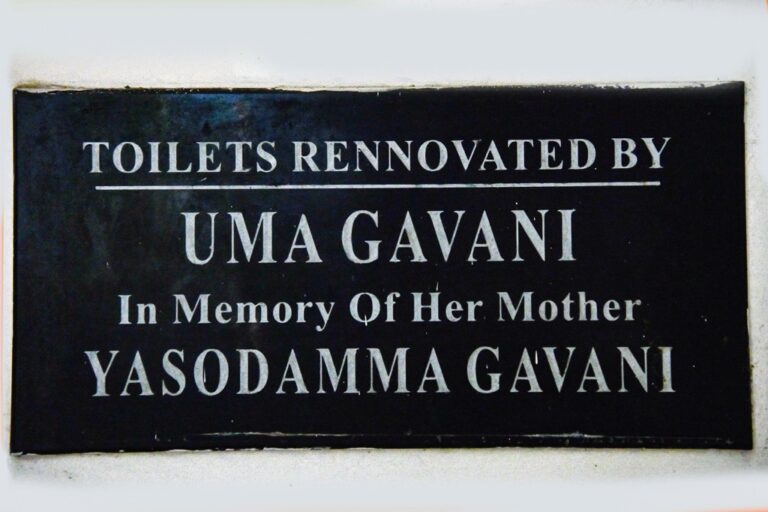 TOILETS RENNOVATED BY
UMA GAVANI
In Memory Of Her Mother
YASODAMMA GAVANI